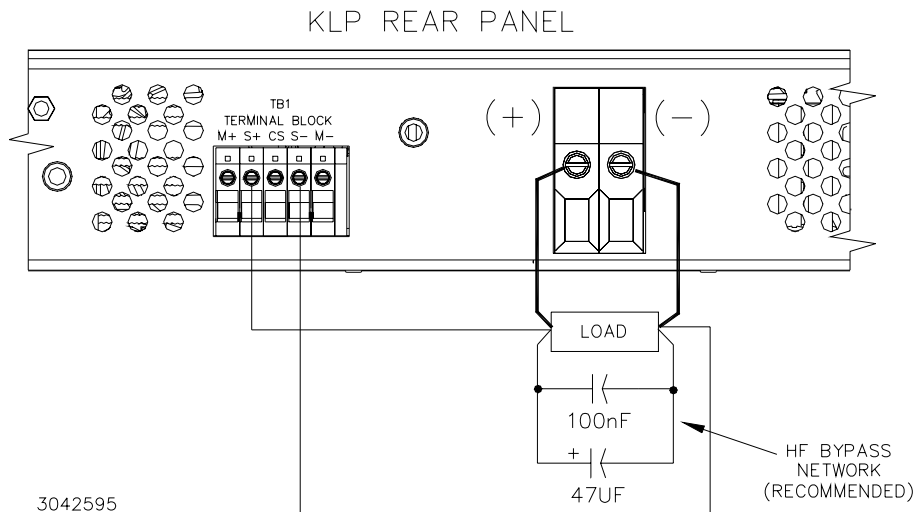 KLP REAR PANEL
TB1
TERMINAL BLOCK
M+ S+ CS S- M-
(+)
(-)
LOAD
100nF
+
47UF
HF BYPASS
NETWORK
(RECOMMENDED)
3042595